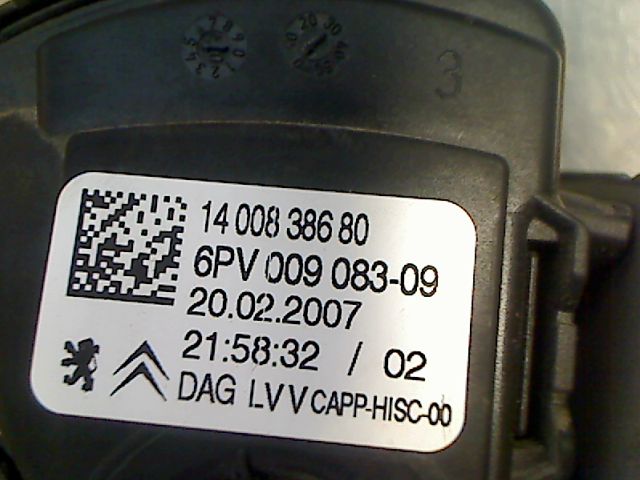 3
14 008 386 80
6PV 009 083-09
20.02.2007
21:58:32 / 02
DAG LVV CAPP-HISC-00